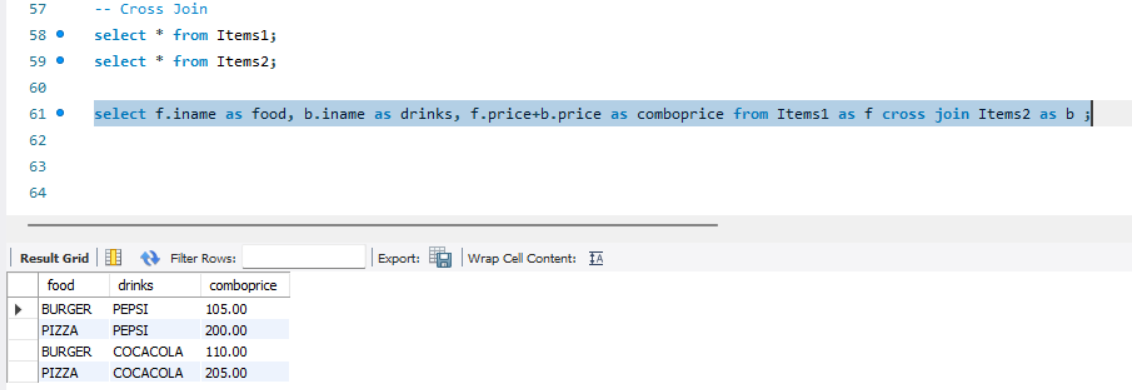 57 -- Cross Join
58 select * from Items1;
59 select * from Items2;
60
61 select f.iname as food, b.iname as drinks, f.price+b.price as comboprice from Items1 as f cross join Items2 as b ;
62
63
64
Result Grid Filter Rows: Export: Wrap Cell Content: IA
food drinks comboprice
BURGER PEPSI 105.00
PIZZA PEPSI 200.00
BURGER COCACOLA 110.00
PIZZA COCACOLA 205.00